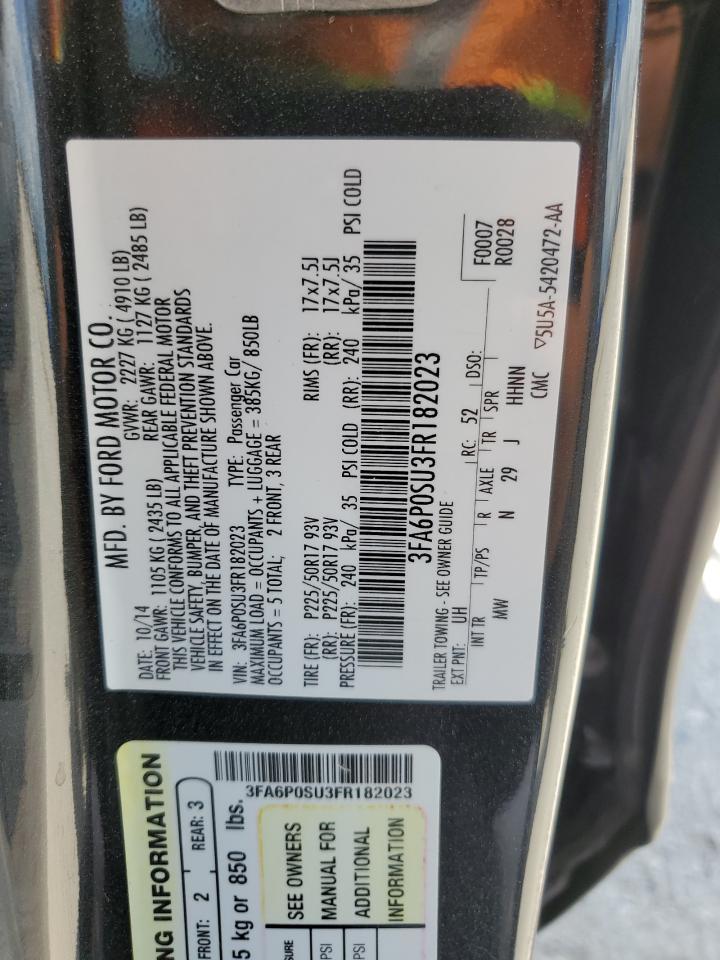 MFD. BY FORD MOTOR CO.
DATE: 10/14 GVWR: 2227 KG ( 4910 LB)
FRONT GAWR: 1105 KG ( 2435 LB) REAR GAWR: 1127 KG ( 2485 LB)
THIS VEHICLE CONFORMS TO ALL APPLICABLE FEDERAL MOTOR
VEHICLE SAFETY, BUMPER, AND THEFT PREVENTION STANDARDS
IN EFFECT ON THE DATE OF MANUFACTURE SHOWN ABOVE.
VIN: 3FA6P0SU3FR182023 TYPE: Passenger Car
MAXIMUM LOAD = OCCUPANTS + LUGGAGE = 385KG/ 850LB
OCCUPANTS = 5 TOTAL; 2 FRONT, 3 REAR
TIRE (FR): P225/50R17 93V RIMS (FR): 17x7.5J
(RR): P225/50R17 93V (RR): 17x7.5J
PRESSURE (FR): 240 kPa/ 35 PSI COLD (RR): 240 kPa/ 35 PSI COLD
3FA6P0SU3FR182023
TRAILER TOWING - SEE OWNER GUIDE F0007
EXT PNT: UH RC: 52 DSO: R0028
INT TR TP/PS R AXLE TR SPR
MW N 29 J HHNN
CMC ▽5U5A-5420472-AA
3FA6P0SU3FR182023
NG INFORMATION
FRONT: 2 REAR: 3
5 kg or 850 lbs.
SURE SEE OWNERS
PSI MANUAL FOR
PSI ADDITIONAL
INFORMATION